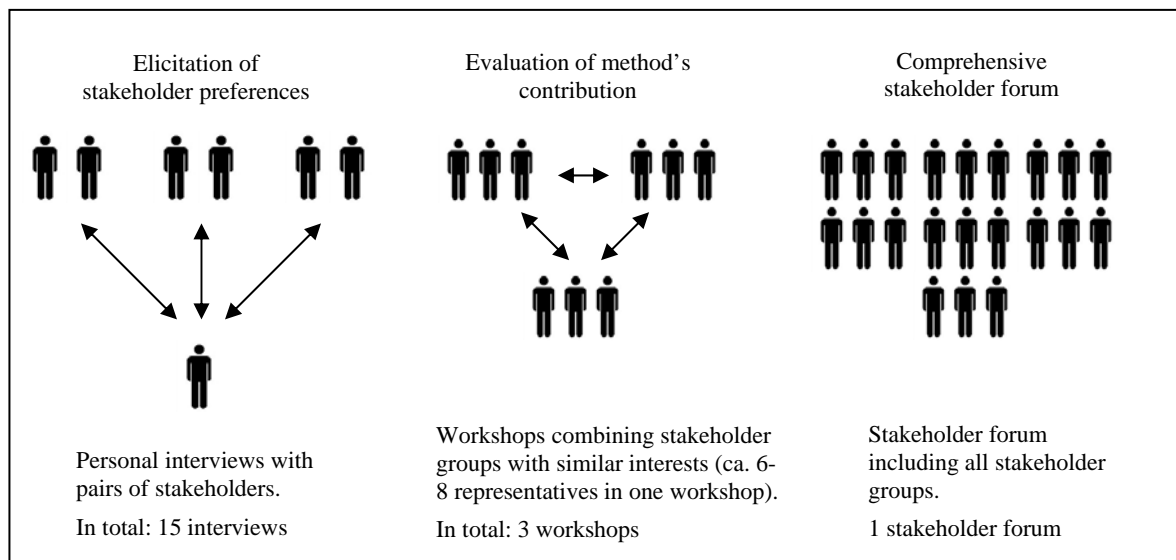 Elicitation of
stakeholder preferences
Evaluation of method's
contribution
Comprehensive
stakeholder forum
Personal interviews with
pairs of stakeholders.
In total: 15 interviews
Workshops combining stakeholder
groups with similar interests (ca. 6-
8 representatives in one workshop).
In total: 3 workshops
Stakeholder forum
including all stakeholder
groups.
1 stakeholder forum